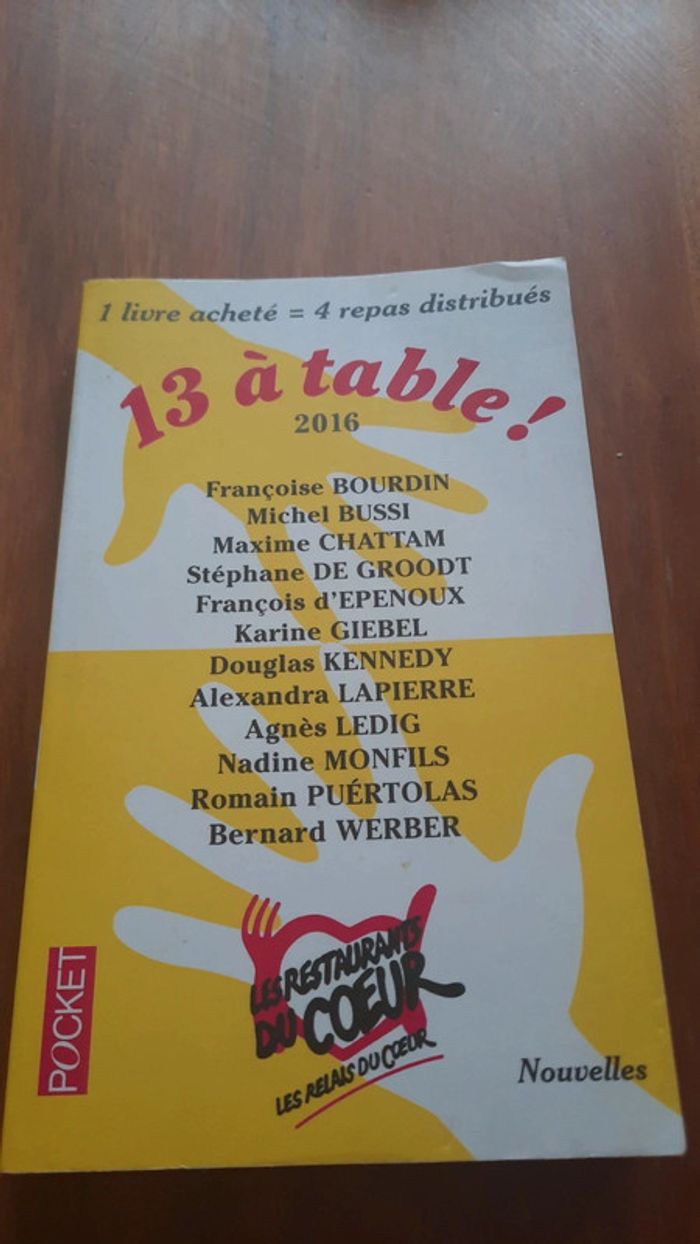 1 livre acheté = 4 repas distribués
13 à table !
2016
Françoise BOURDIN
Michel BUSSI
Maxime CHATTAM
Stéphane DE GROODT
François d'EPENOUX
Karine GIEBEL
Douglas KENNEDY
Alexandra LAPIERRE
Agnès LEDIG
Nadine MONFILS
Romain PUÉRTOLAS
Bernard WERBER
LES RESTAURANTS
DU COEUR
LES RELAIS DU COEUR
POCKET
Nouvelles